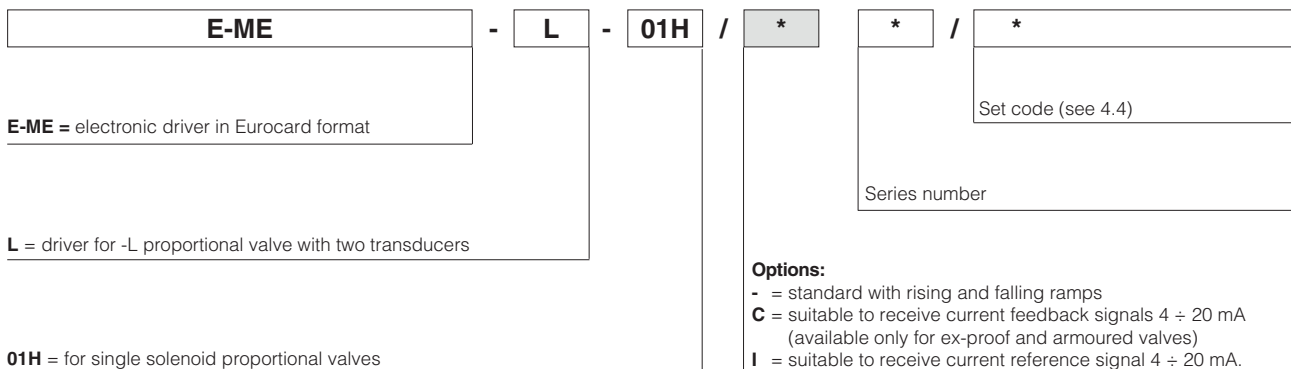 E-ME - L - 01H / * * / *
Set code (see 4.4)
E-ME = electronic driver in Eurocard format
Series number
L = driver for -L proportional valve with two transducers
Options:
- = standard with rising and falling ramps
C = suitable to receive current feedback signals 4 ÷ 20 mA
(available only for ex-proof and armoured valves)
01H = for single solenoid proportional valves
I = suitable to receive current reference signal 4 ÷ 20 mA.